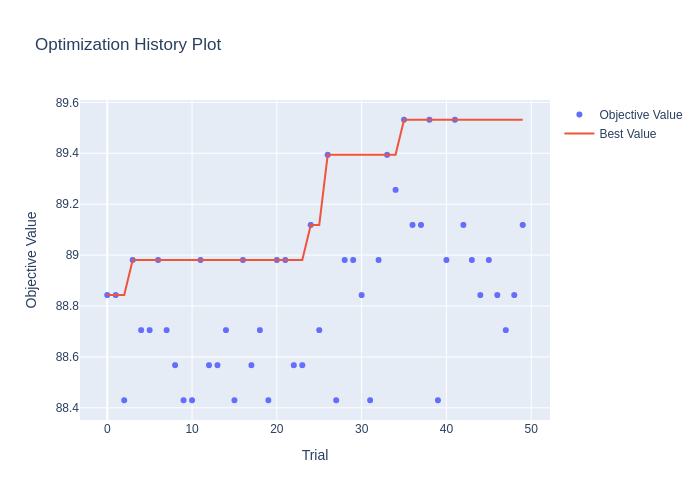 Optimization History Plot
Objective Value
Best Value
89.6
89.4
89.2
89
88.8
88.6
88.4
Objective Value
0 10 20 30 40 50
Trial